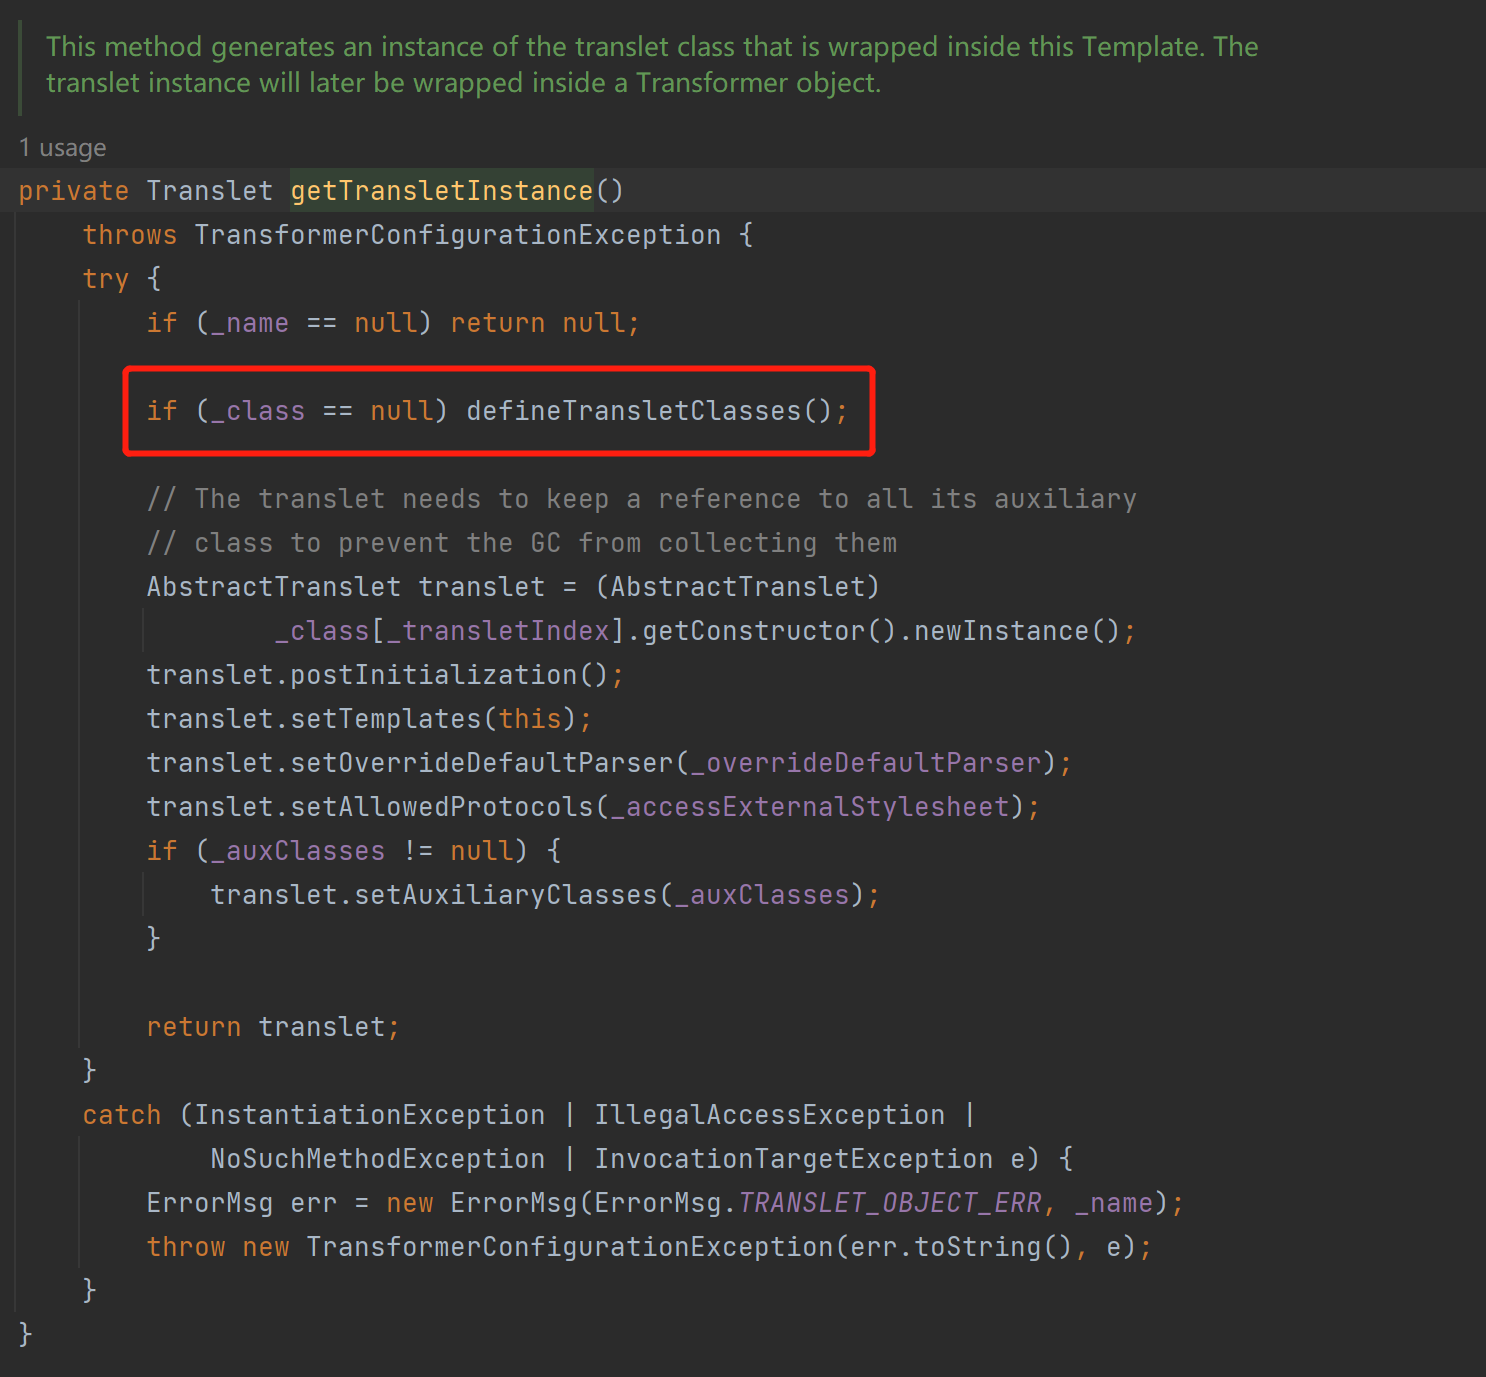 This method generates an instance of the translet class that is wrapped inside this Template. The
translet instance will later be wrapped inside a Transformer object.
1 usage
private Translet getTransletInstance()
    throws TransformerConfigurationException {
    try {
        if (_name == null) return null;

        if (_class == null) defineTransletClasses();

        // The translet needs to keep a reference to all its auxiliary
        // class to prevent the GC from collecting them
        AbstractTranslet translet = (AbstractTranslet)
                _class[_transletIndex].getConstructor().newInstance();
        translet.postInitialization();
        translet.setTemplates(this);
        translet.setOverrideDefaultParser(_overrideDefaultParser);
        translet.setAllowedProtocols(_accessExternalStylesheet);
        if (_auxClasses != null) {
            translet.setAuxiliaryClasses(_auxClasses);
        }

        return translet;
    }
    catch (InstantiationException | IllegalAccessException |
            NoSuchMethodException | InvocationTargetException e) {
        ErrorMsg err = new ErrorMsg(ErrorMsg.TRANSLET_OBJECT_ERR, _name);
        throw new TransformerConfigurationException(err.toString(), e);
    }
}